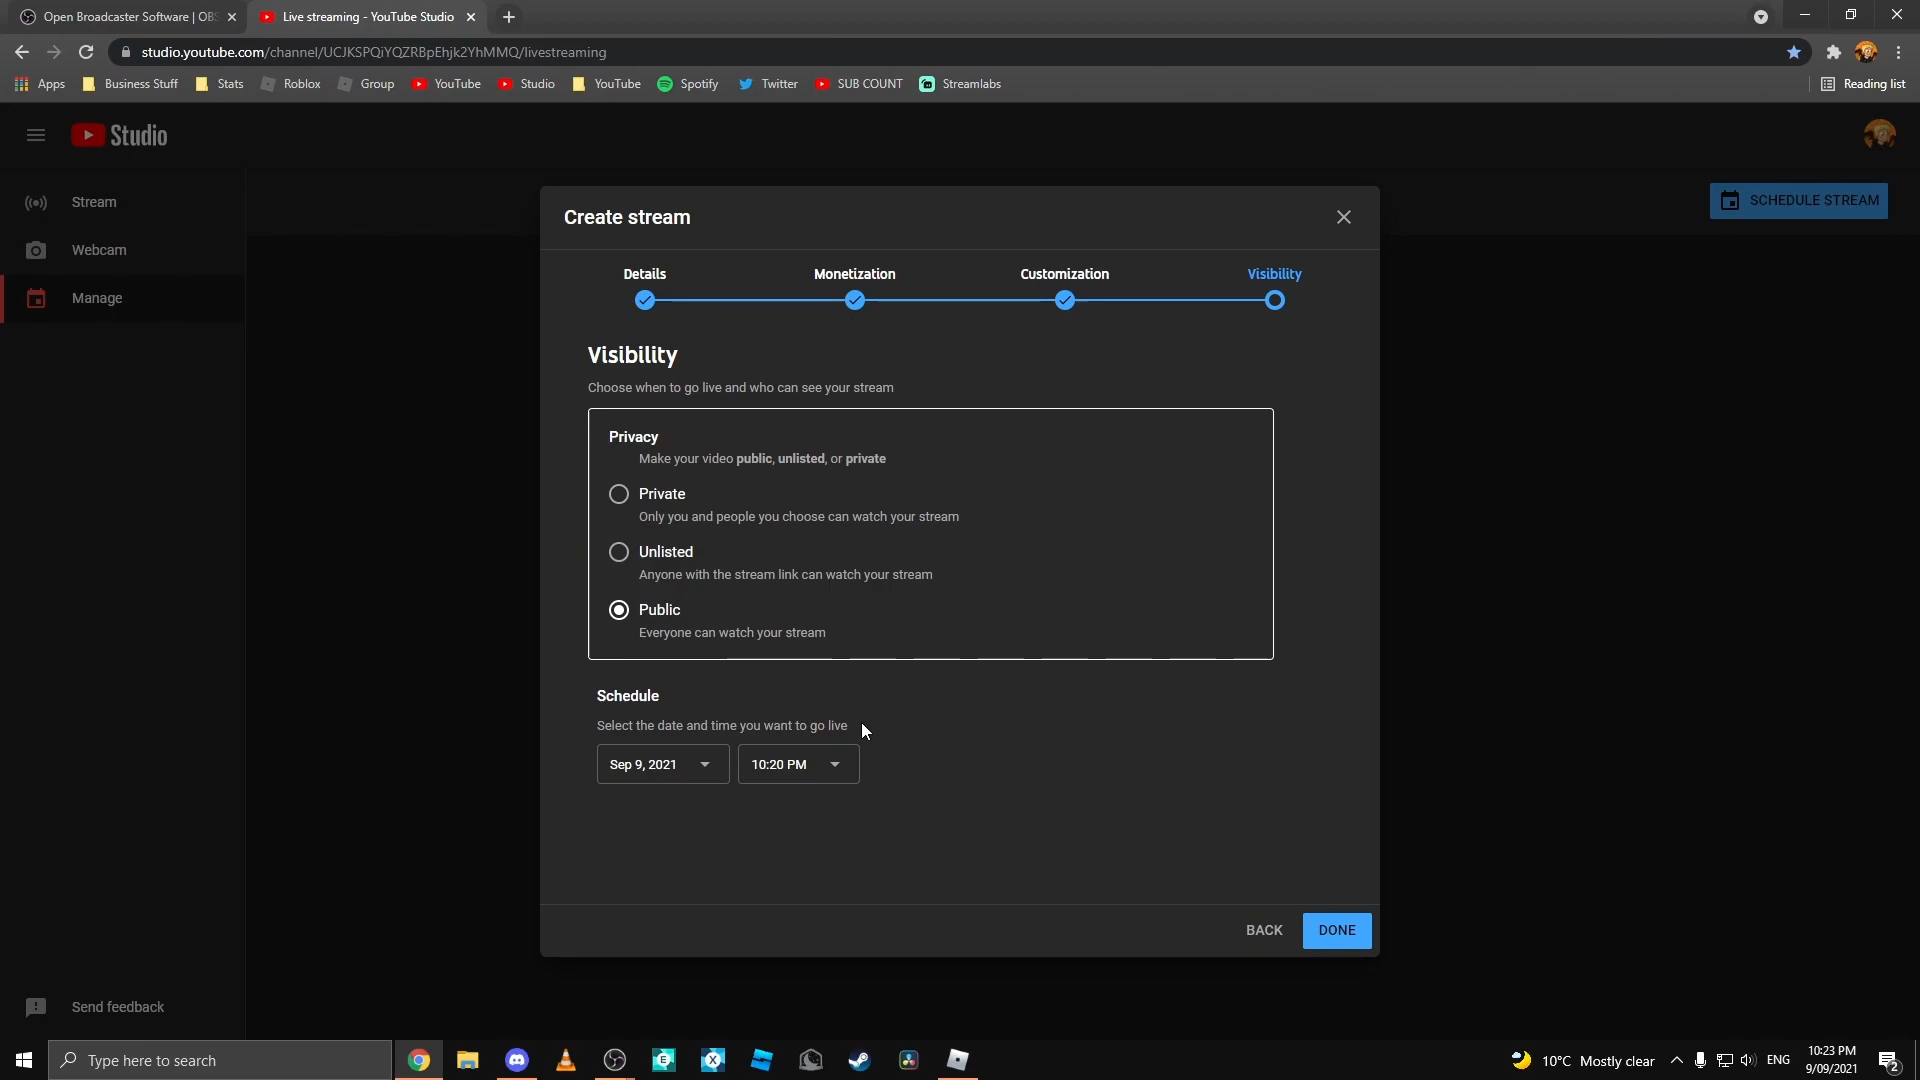 Open Broadcaster Software | OBS
Live streaming - YouTube Studio
studio.youtube.com/channel/UCJKSPQiYQZRBpEhjk2YhMMQ/livestreaming
Apps
Business Stuff
Stats
Roblox
Group
YouTube
Studio
YouTube
Spotify
Twitter
SUB COUNT
Streamlabs
Reading list
Studio
Stream
Webcam
Manage
SCHEDULE STREAM
Create stream
Details
Monetization
Customization
Visibility
Visibility
Choose when to go live and who can see your stream
Privacy
Make your video public, unlisted, or private
Private
Only you and people you choose can watch your stream
Unlisted
Anyone with the stream link can watch your stream
Public
Everyone can watch your stream
Schedule
Select the date and time you want to go live
Sep 9, 2021
10:20 PM
BACK
DONE
Send feedback
Type here to search
10°C Mostly clear
ENG
10:23 PM
9/09/2021
2